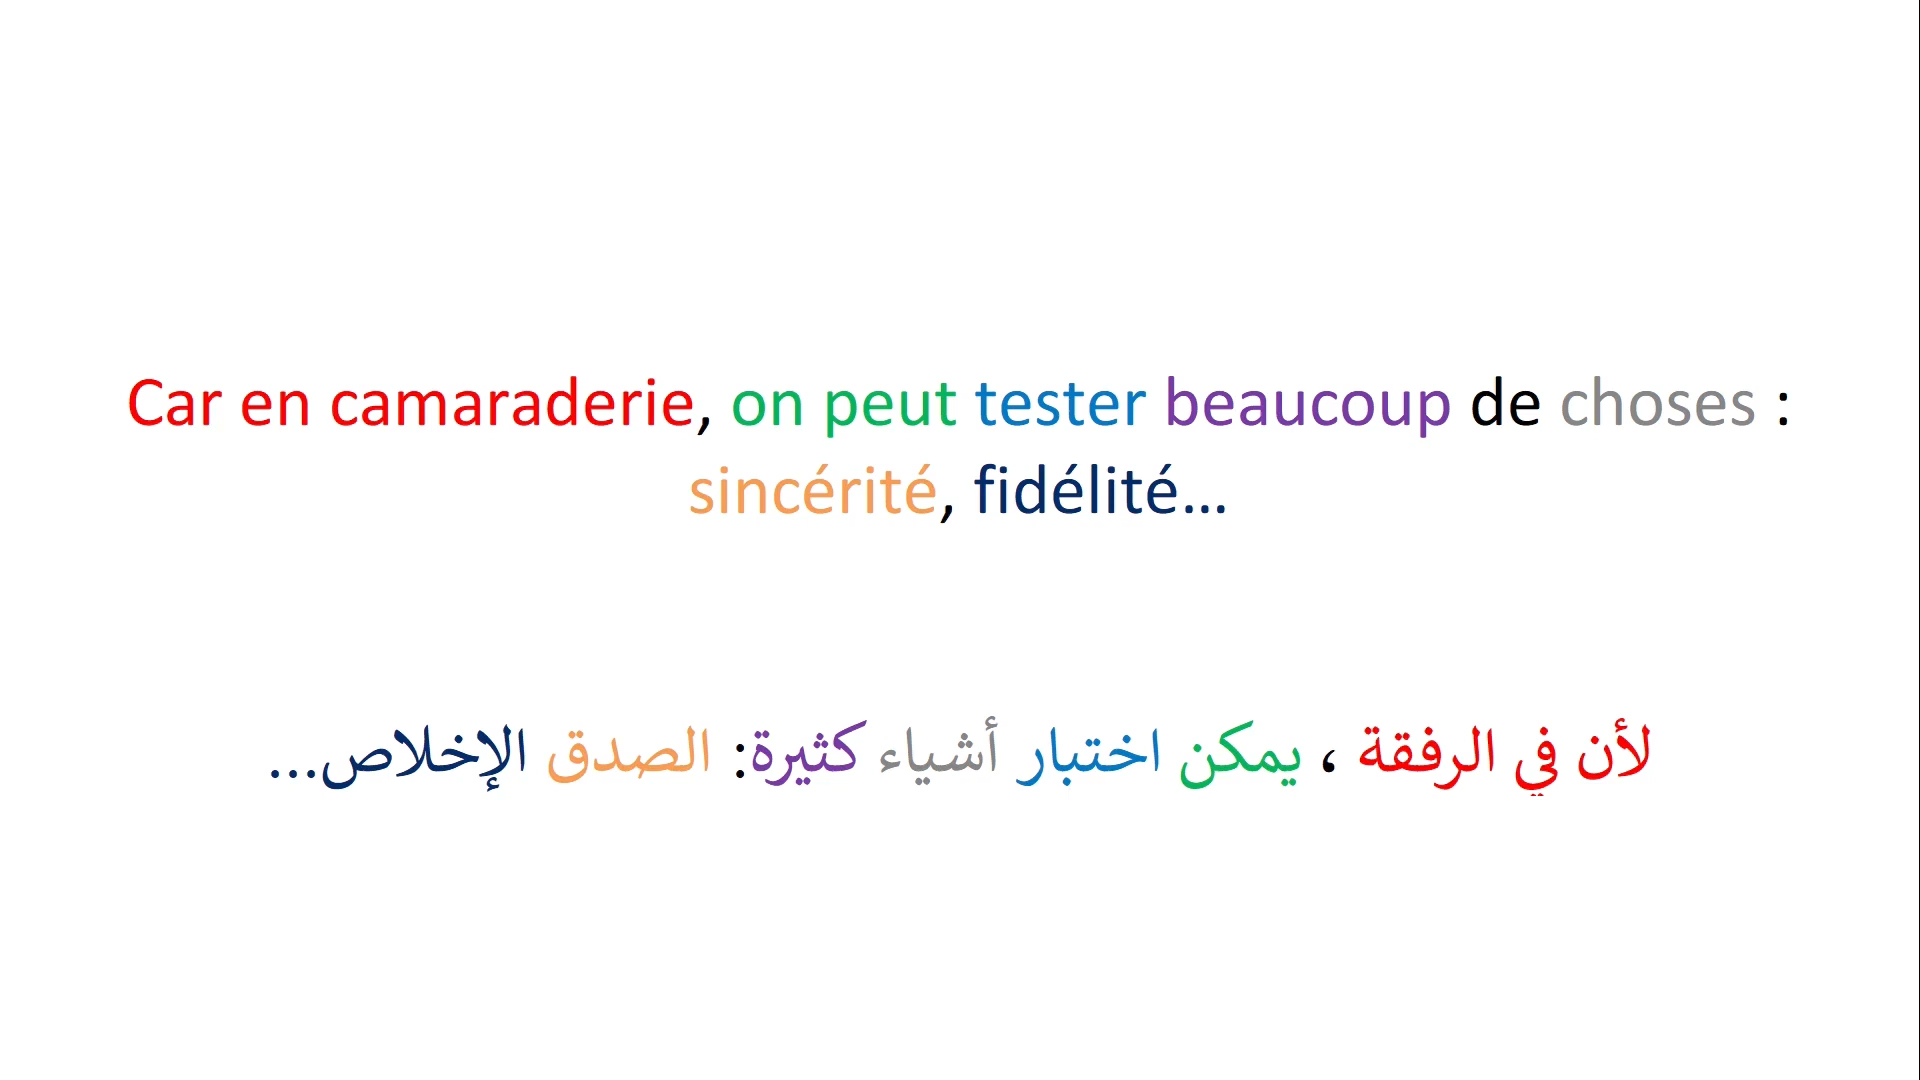 Car en camaraderie, on peut tester beaucoup de choses :
sincérité, fidélité...
لأن في الرفقة ، يمكن اختبار أشياء كثيرة: الصدق الإخلاص...